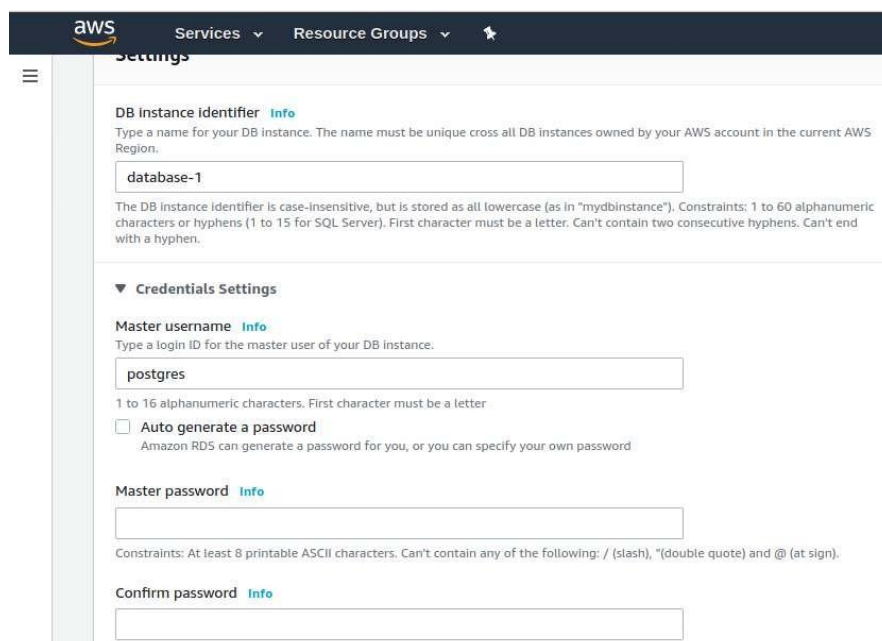 aws Services Resource Groups
Settings
DB instance identifier Info
Type a name for your DB instance. The name must be unique cross all DB instances owned by your AWS account in the current AWS
Region.
database-1
The DB instance identifier is case-insensitive, but is stored as all lowercase (as in "mydbinstance"). Constraints: 1 to 60 alphanumeric
characters or hyphens (1 to 15 for SQL Server). First character must be a letter. Can't contain two consecutive hyphens. Can't end
with a hyphen.
Credentials Settings
Master username Info
Type a login ID for the master user of your DB instance.
postgres
1 to 16 alphanumeric characters. First character must be a letter
Auto generate a password
Amazon RDS can generate a password for you, or you can specify your own password
Master password Info
Constraints: At least 8 printable ASCII characters. Can't contain any of the following: / (slash), "(double quote) and @ (at sign).
Confirm password Info